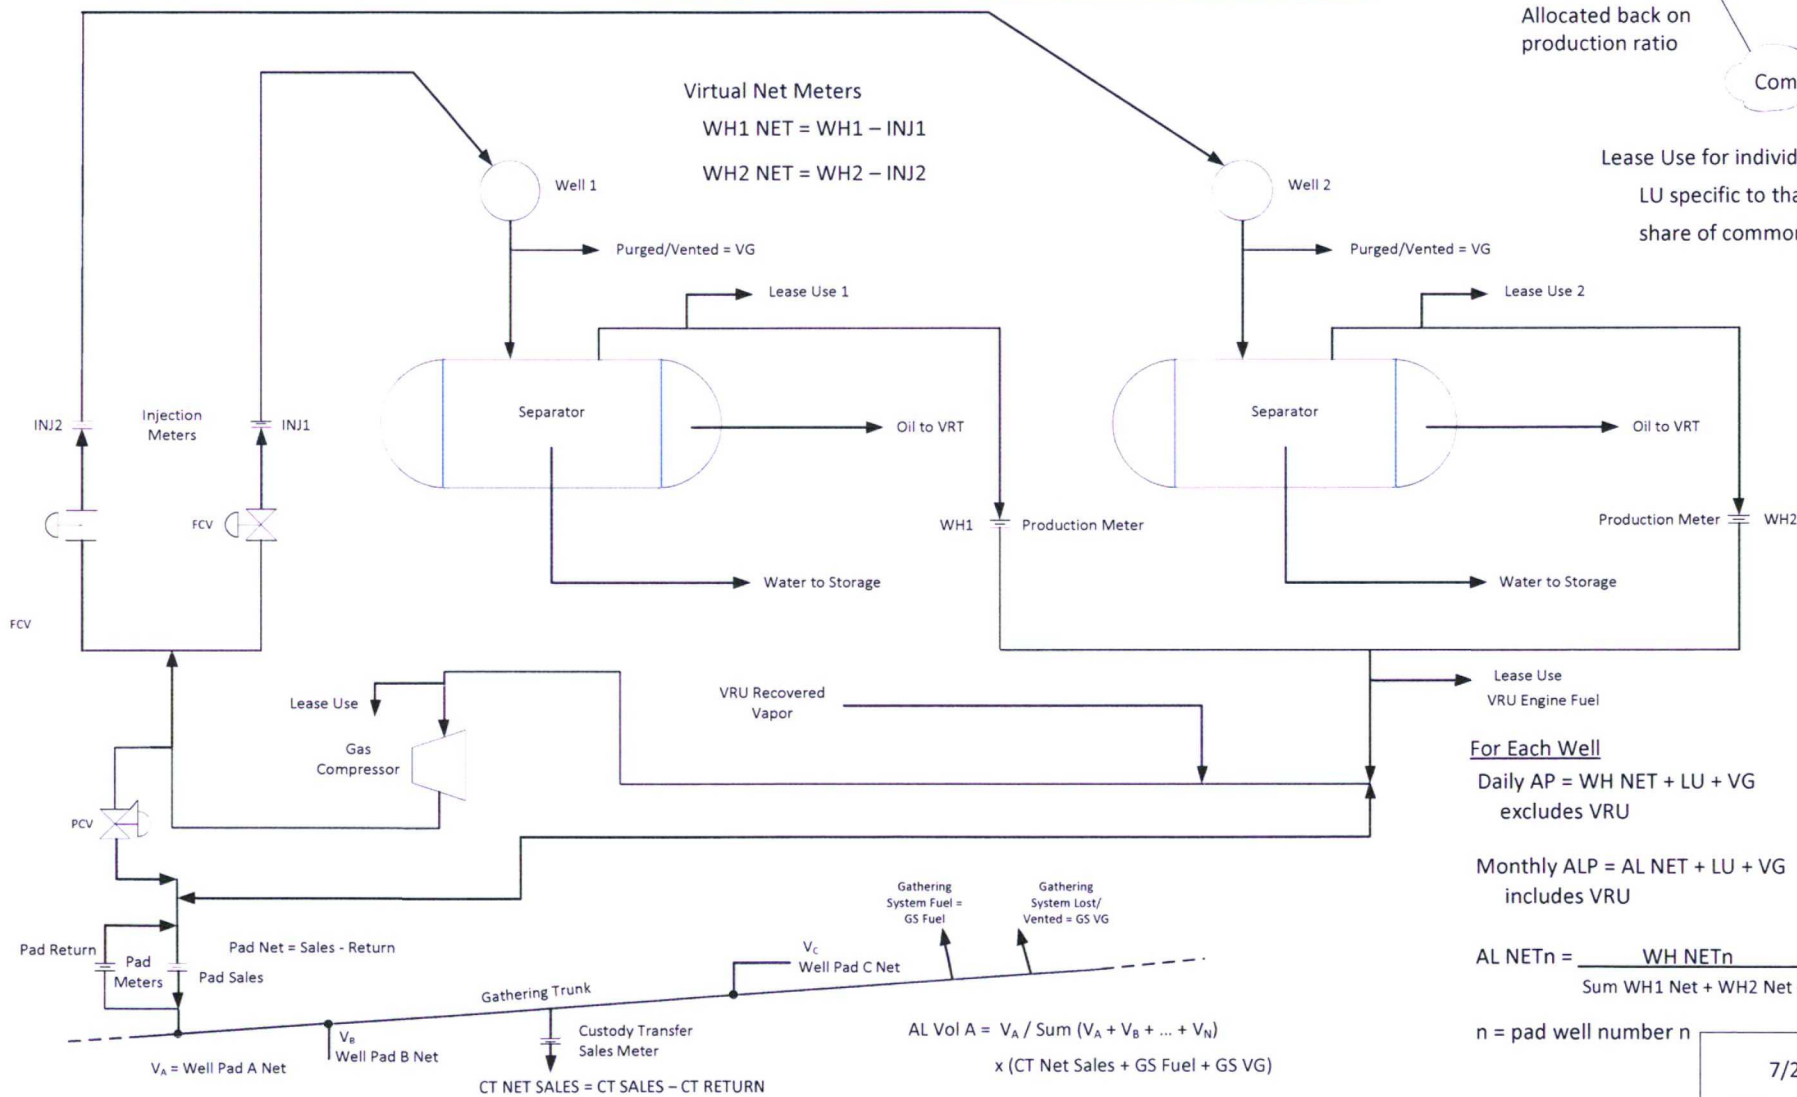 Allocated back on
production ratio
Com
Virtual Net Meters
WH1 NET = WH1 – INJ1
WH2 NET = WH2 – INJ2
Lease Use for individ
LU specific to tha
share of common
Well 1
Well 2
Purged/Vented = VG
Purged/Vented = VG
Lease Use 1
Lease Use 2
INJ2
Injection
Meters
INJ1
Separator
Oil to VRT
Separator
Oil to VRT
FCV
WH1
Production Meter
Production Meter
WH2
Water to Storage
Water to Storage
FCV
Lease Use
VRU Engine Fuel
Lease Use
VRU Recovered
Vapor
Gas
Compressor
PCV
For Each Well
Daily AP = WH NET + LU + VG
excludes VRU
Monthly ALP = AL NET + LU + VG
includes VRU
Gathering
System Fuel =
GS Fuel
Gathering
System Lost/
Vented = GS VG
Pad Return
Pad
Meters
Pad Net = Sales - Return
Pad Sales
VC
Well Pad C Net
AL NETn = WH NETn
Sum WH1 Net + WH2 Net
Gathering Trunk
VB
Well Pad B Net
Custody Transfer
Sales Meter
AL Vol A = VA / Sum (VA + VB + ... + VN)
x (CT Net Sales + GS Fuel + GS VG)
n = pad well number n
VA = Well Pad A Net
CT NET SALES = CT SALES – CT RETURN
7/2